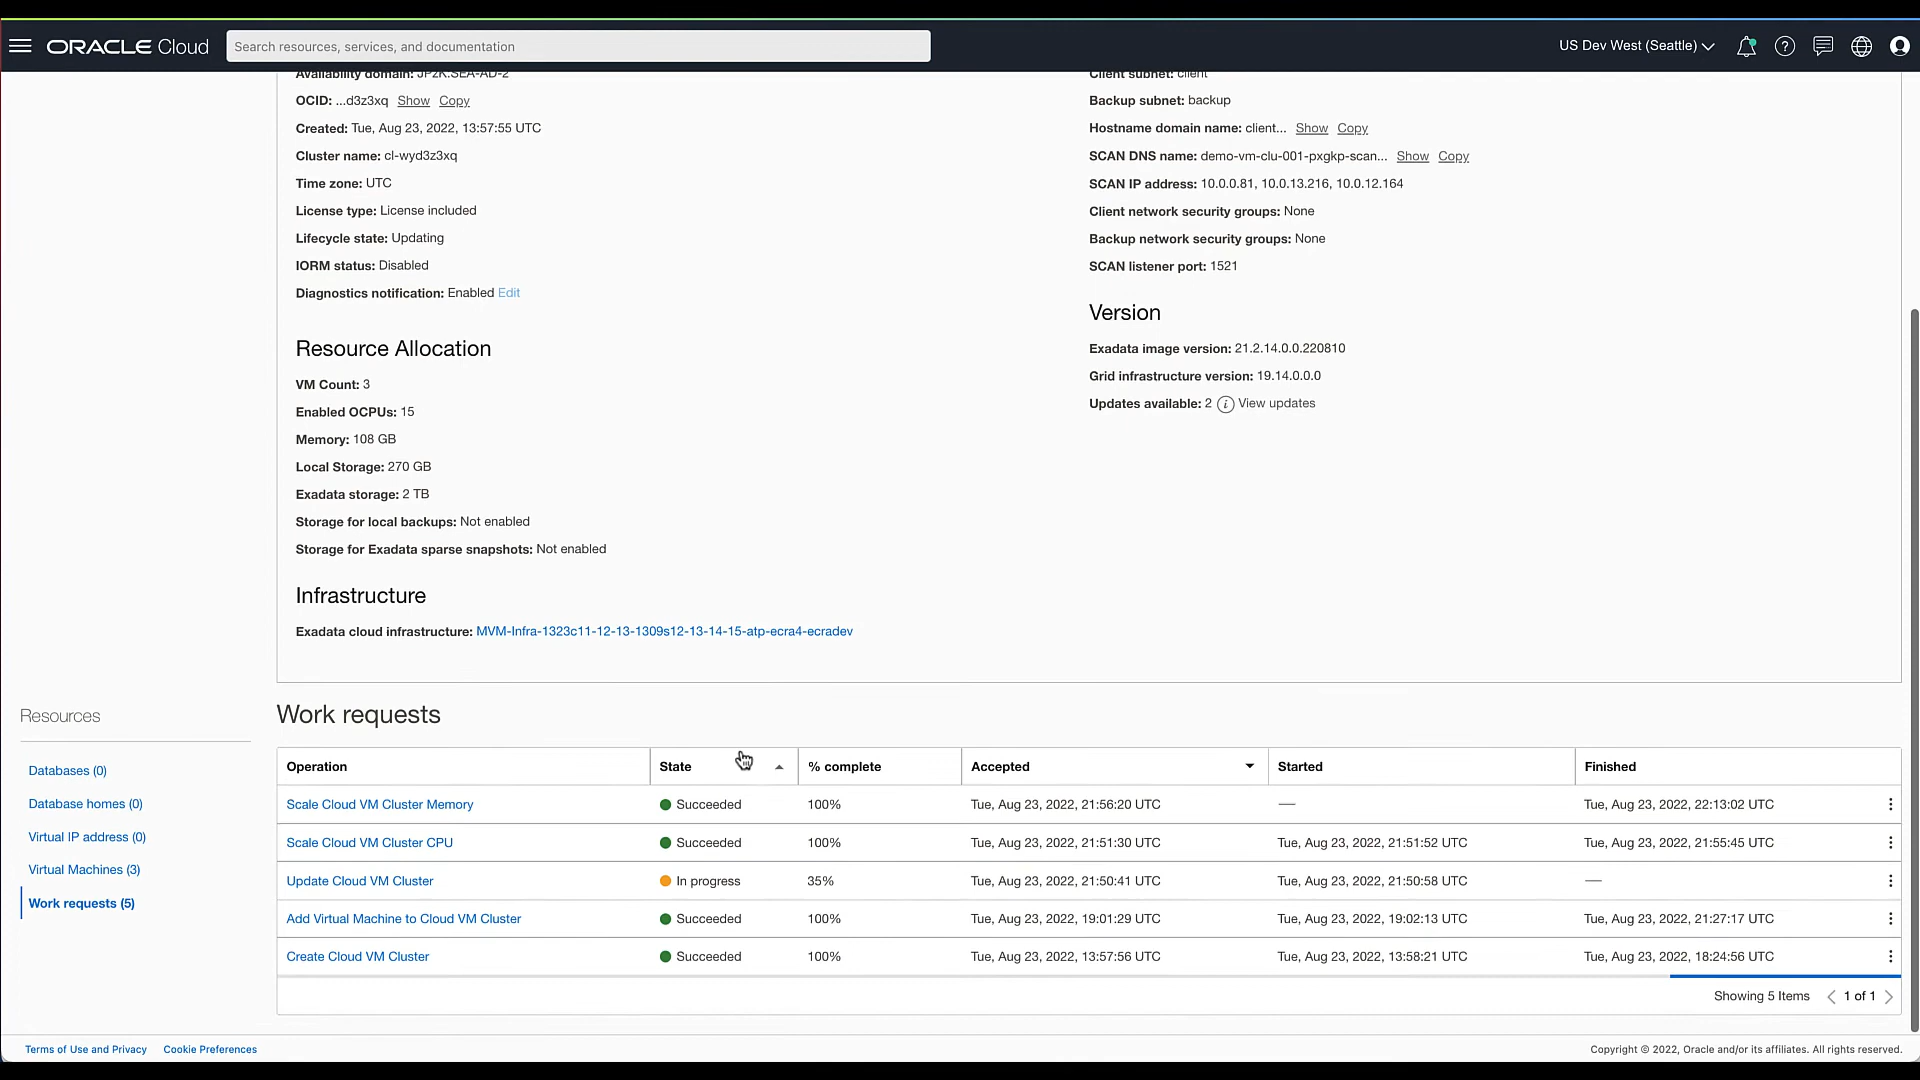 ORACLE Cloud
Search resources, services, and documentation
US Dev West (Seattle)
Availability domain: JPzK:SEA-AD-2
OCID: ...d3z3xq Show Copy
Created: Tue, Aug 23, 2022, 13:57:55 UTC
Cluster name: cl-wyd3z3xq
Time zone: UTC
License type: License included
Lifecycle state: Updating
IORM status: Disabled
Diagnostics notification: Enabled Edit
Resource Allocation
VM Count: 3
Enabled OCPUs: 15
Memory: 108 GB
Local Storage: 270 GB
Exadata storage: 2 TB
Storage for local backups: Not enabled
Storage for Exadata sparse snapshots: Not enabled
Infrastructure
Exadata cloud infrastructure: MVM-Infra-1323c11-12-13-1309s12-13-14-15-atp-ecra4-ecradev
Client subnet: client
Backup subnet: backup
Hostname domain name: client... Show Copy
SCAN DNS name: demo-vm-clu-001-pxgkp-scan... Show Copy
SCAN IP address: 10.0.0.81, 10.0.13.216, 10.0.12.164
Client network security groups: None
Backup network security groups: None
SCAN listener port: 1521
Version
Exadata image version: 21.2.14.0.0.220810
Grid infrastructure version: 19.14.0.0.0
Updates available: 2 i View updates
Resources
Databases (0)
Database homes (0)
Virtual IP address (0)
Virtual Machines (3)
Work requests (5)
Work requests
Operation State % complete Accepted Started Finished
Scale Cloud VM Cluster Memory Succeeded 100% Tue, Aug 23, 2022, 21:56:20 UTC — Tue, Aug 23, 2022, 22:13:02 UTC
Scale Cloud VM Cluster CPU Succeeded 100% Tue, Aug 23, 2022, 21:51:30 UTC Tue, Aug 23, 2022, 21:51:52 UTC Tue, Aug 23, 2022, 21:55:45 UTC
Update Cloud VM Cluster In progress 35% Tue, Aug 23, 2022, 21:50:41 UTC Tue, Aug 23, 2022, 21:50:58 UTC —
Add Virtual Machine to Cloud VM Cluster Succeeded 100% Tue, Aug 23, 2022, 19:01:29 UTC Tue, Aug 23, 2022, 19:02:13 UTC Tue, Aug 23, 2022, 21:27:17 UTC
Create Cloud VM Cluster Succeeded 100% Tue, Aug 23, 2022, 13:57:56 UTC Tue, Aug 23, 2022, 13:58:21 UTC Tue, Aug 23, 2022, 18:24:56 UTC
Showing 5 Items < 1 of 1 >
Terms of Use and Privacy Cookie Preferences
Copyright © 2022, Oracle and/or its affiliates. All rights reserved.